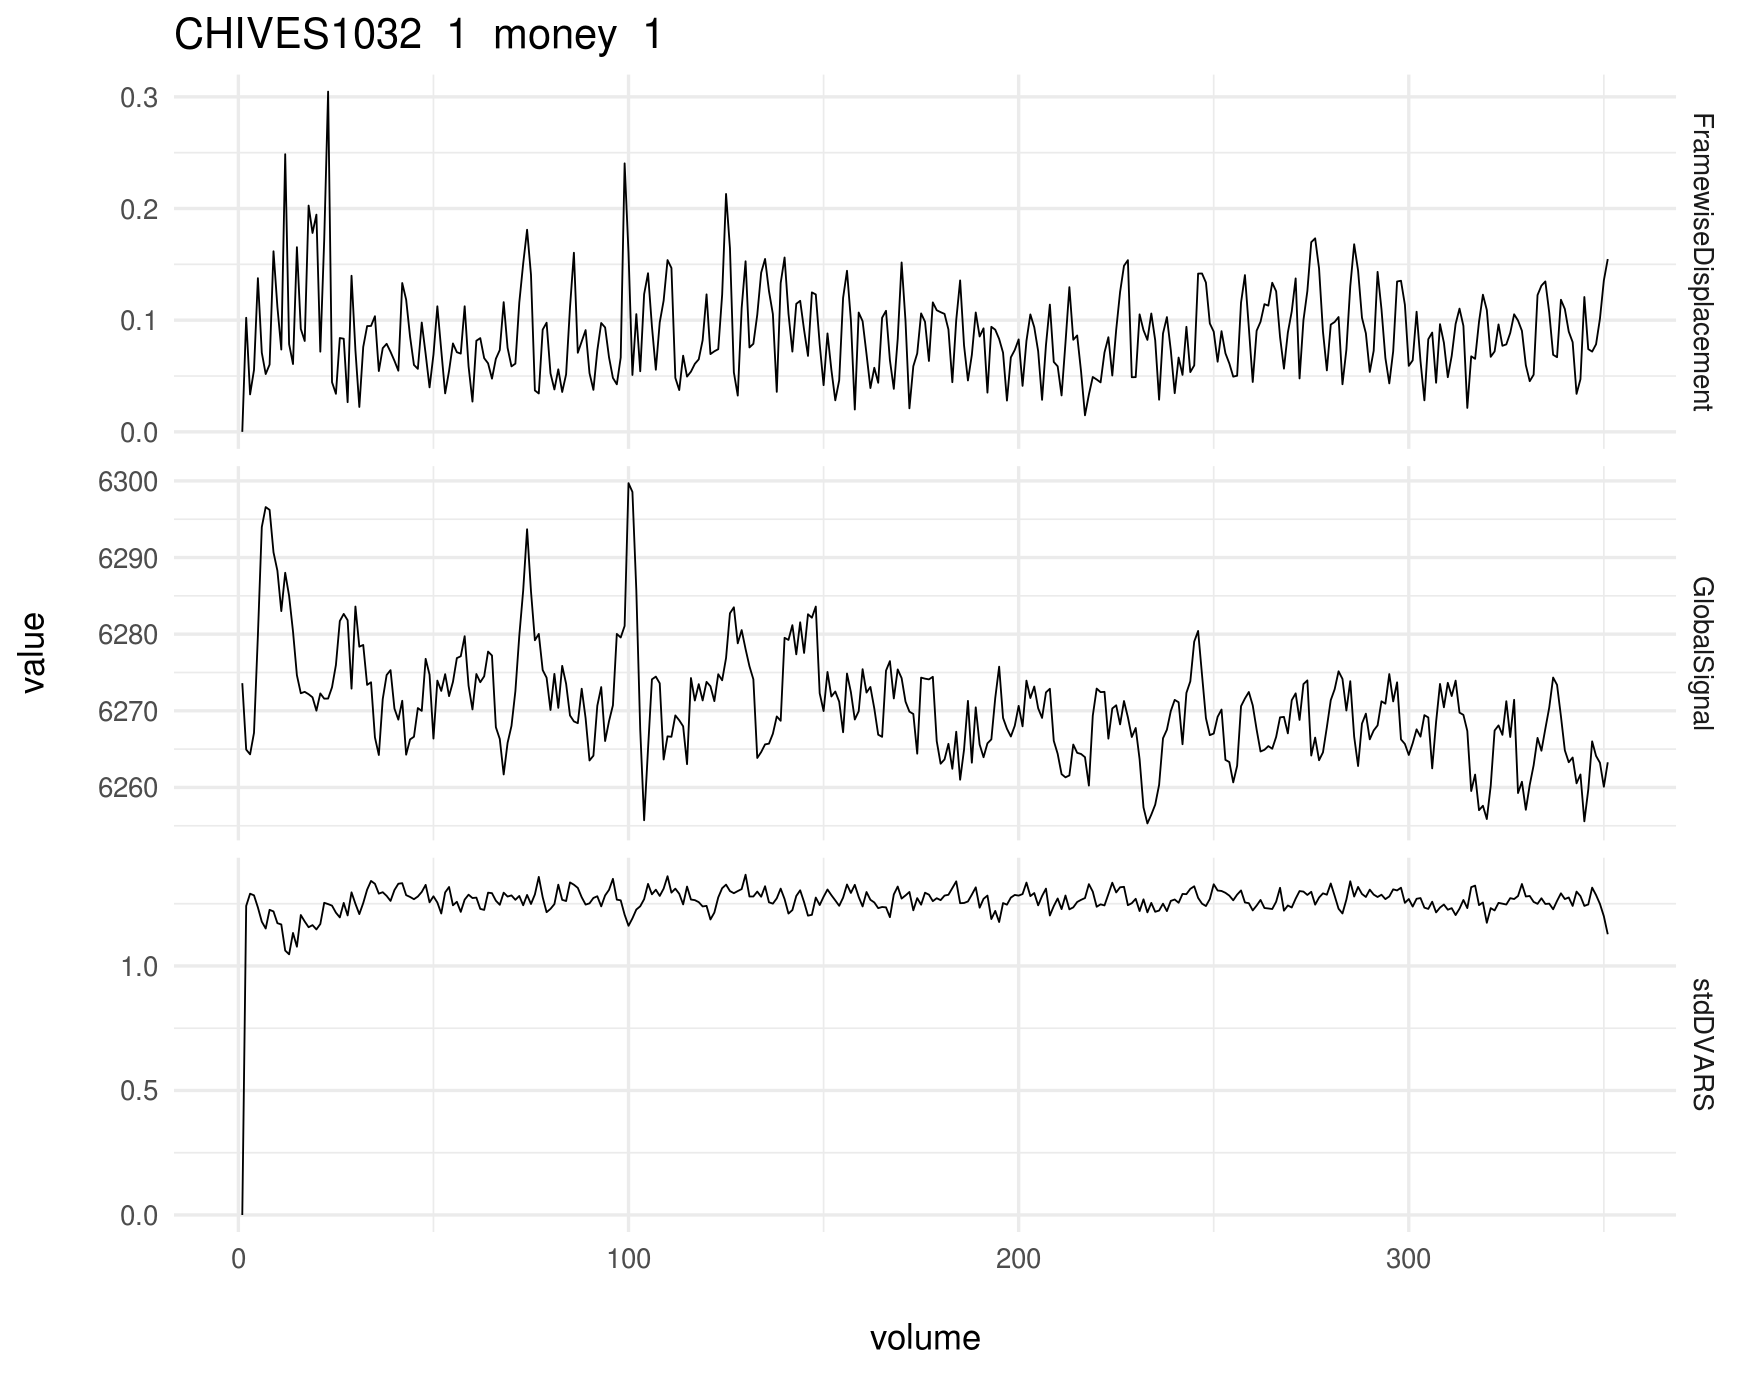 CHIVES1032 1 money 1
0.3
0.2
0.1
0.0
FramewiseDisplacement
6300
6290
6280
6270
6260
GlobalSignal
value
1.0
0.5
0.0
stdDVARS
0 100 200 300
volume